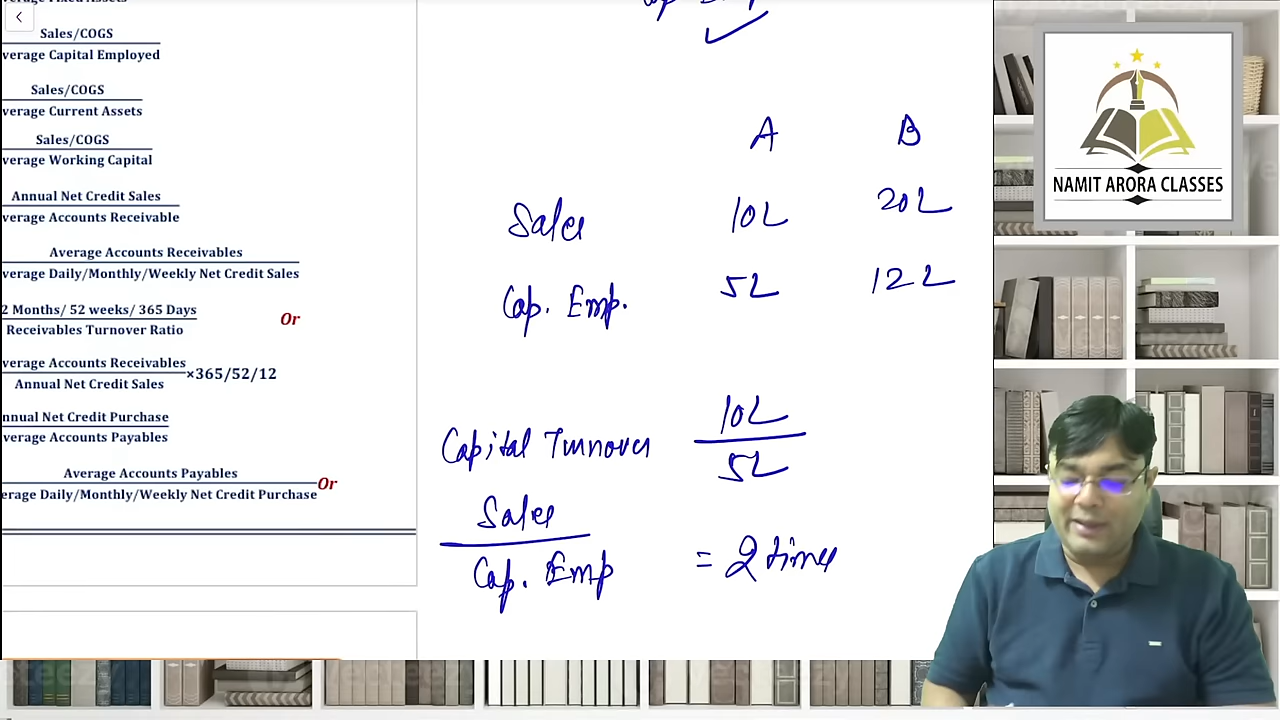 Sales/COGS
verage Capital Employed
Sales/COGS
verage Current Assets
Sales/COGS
verage Working Capital
Annual Net Credit Sales
verage Accounts Receivable
Average Accounts Receivables
verage Daily/Monthly/Weekly Net Credit Sales
2 Months/ 52 weeks/ 365 Days
Receivables Turnover Ratio
Or
verage Accounts Receivables
×365/52/12
Annual Net Credit Sales
nnual Net Credit Purchase
verage Accounts Payables
Average Accounts Payables
erage Daily/Monthly/Weekly Net Credit Purchase
Or
A B
Sales 10L 20L
Cap. Emp. 5L 12L
Capital Turnover 10L
5L
Sales
Cap. Emp = 2 times
NAMIT ARORA CLASSES